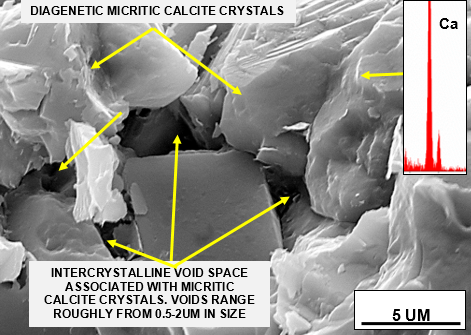 DIAGENETIC MICRITIC CALCITE CRYSTALS
Ca
INTERCRYSTALLINE VOID SPACE
ASSOCIATED WITH MICRITIC
CALCITE CRYSTALS. VOIDS RANGE
ROUGHLY FROM 0.5-2UM IN SIZE
5 UM